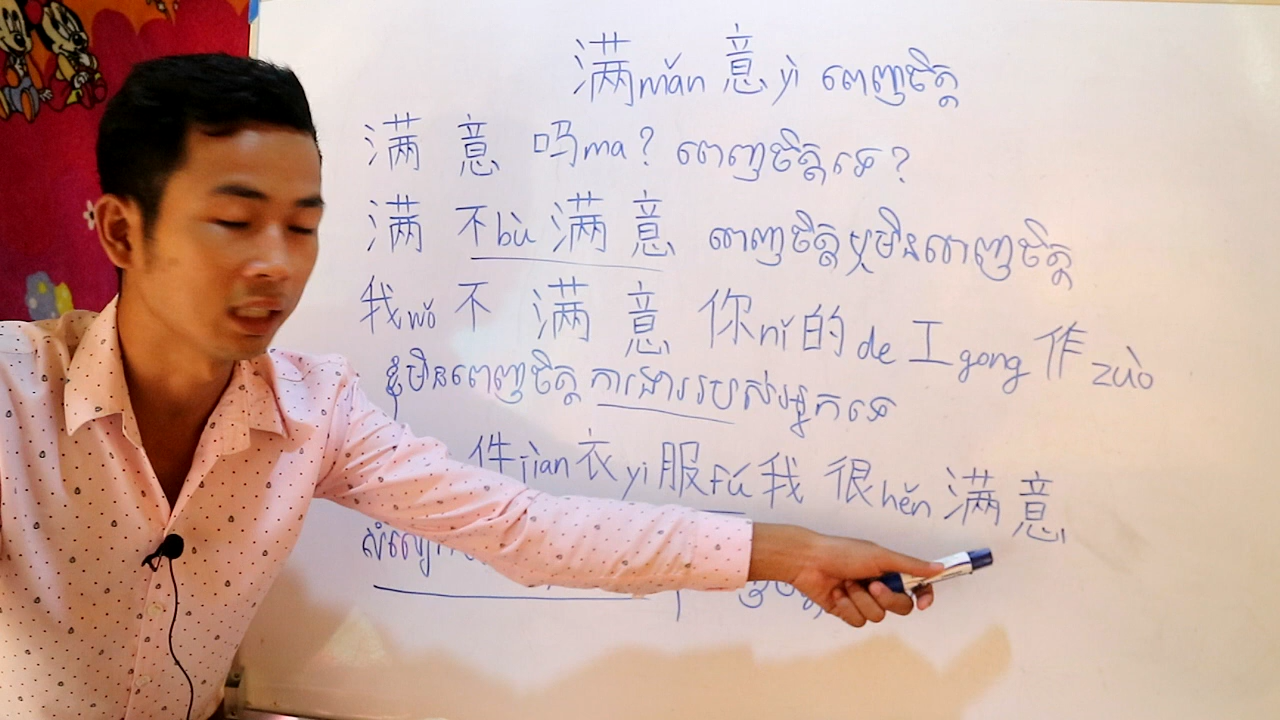 满măn 意yì ពេញចិត្ត
满 意 吗ma? ពេញចិត្តទេ?
满 不bù 满 意 ពេញចិត្តឬមិនពេញចិត្ត
我wǒ 不 满 意 你nǐ 的de 工gong 作zuò
ខ្ញុំមិនពេញចិត្ត ការងាររបស់អ្នកទេ
件jiàn 衣yi 服fú 我 很hěn 满 意